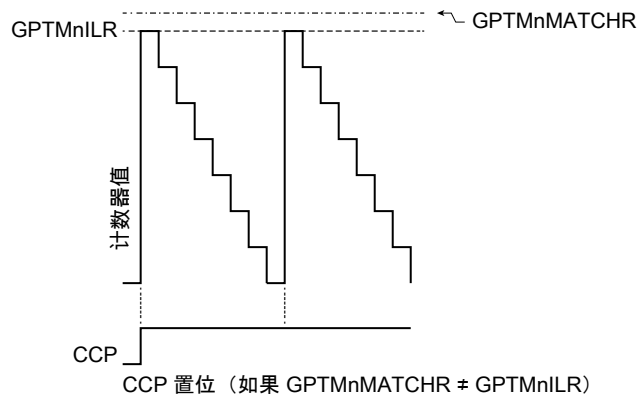 GPTMnMATCHR
GPTMnILR
计数器值
CCP
CCP 置位（如果 GPTMnMATCHR ≠ GPTMnILR）